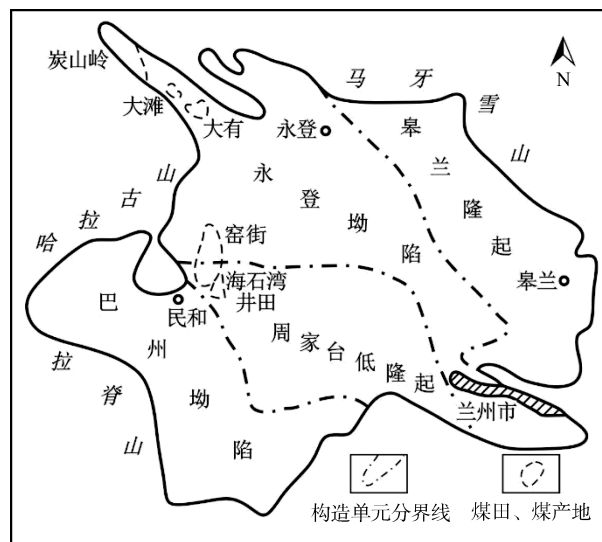 炭山岭
大滩
大有
永登
马牙雪山
N
皋兰隆起
永登坳陷
哈拉古山
窑街
海石湾
井田
皋兰
巴州坳陷
民和
周家台低隆起
拉脊山
兰州市
构造单元分界线
煤田、煤产地